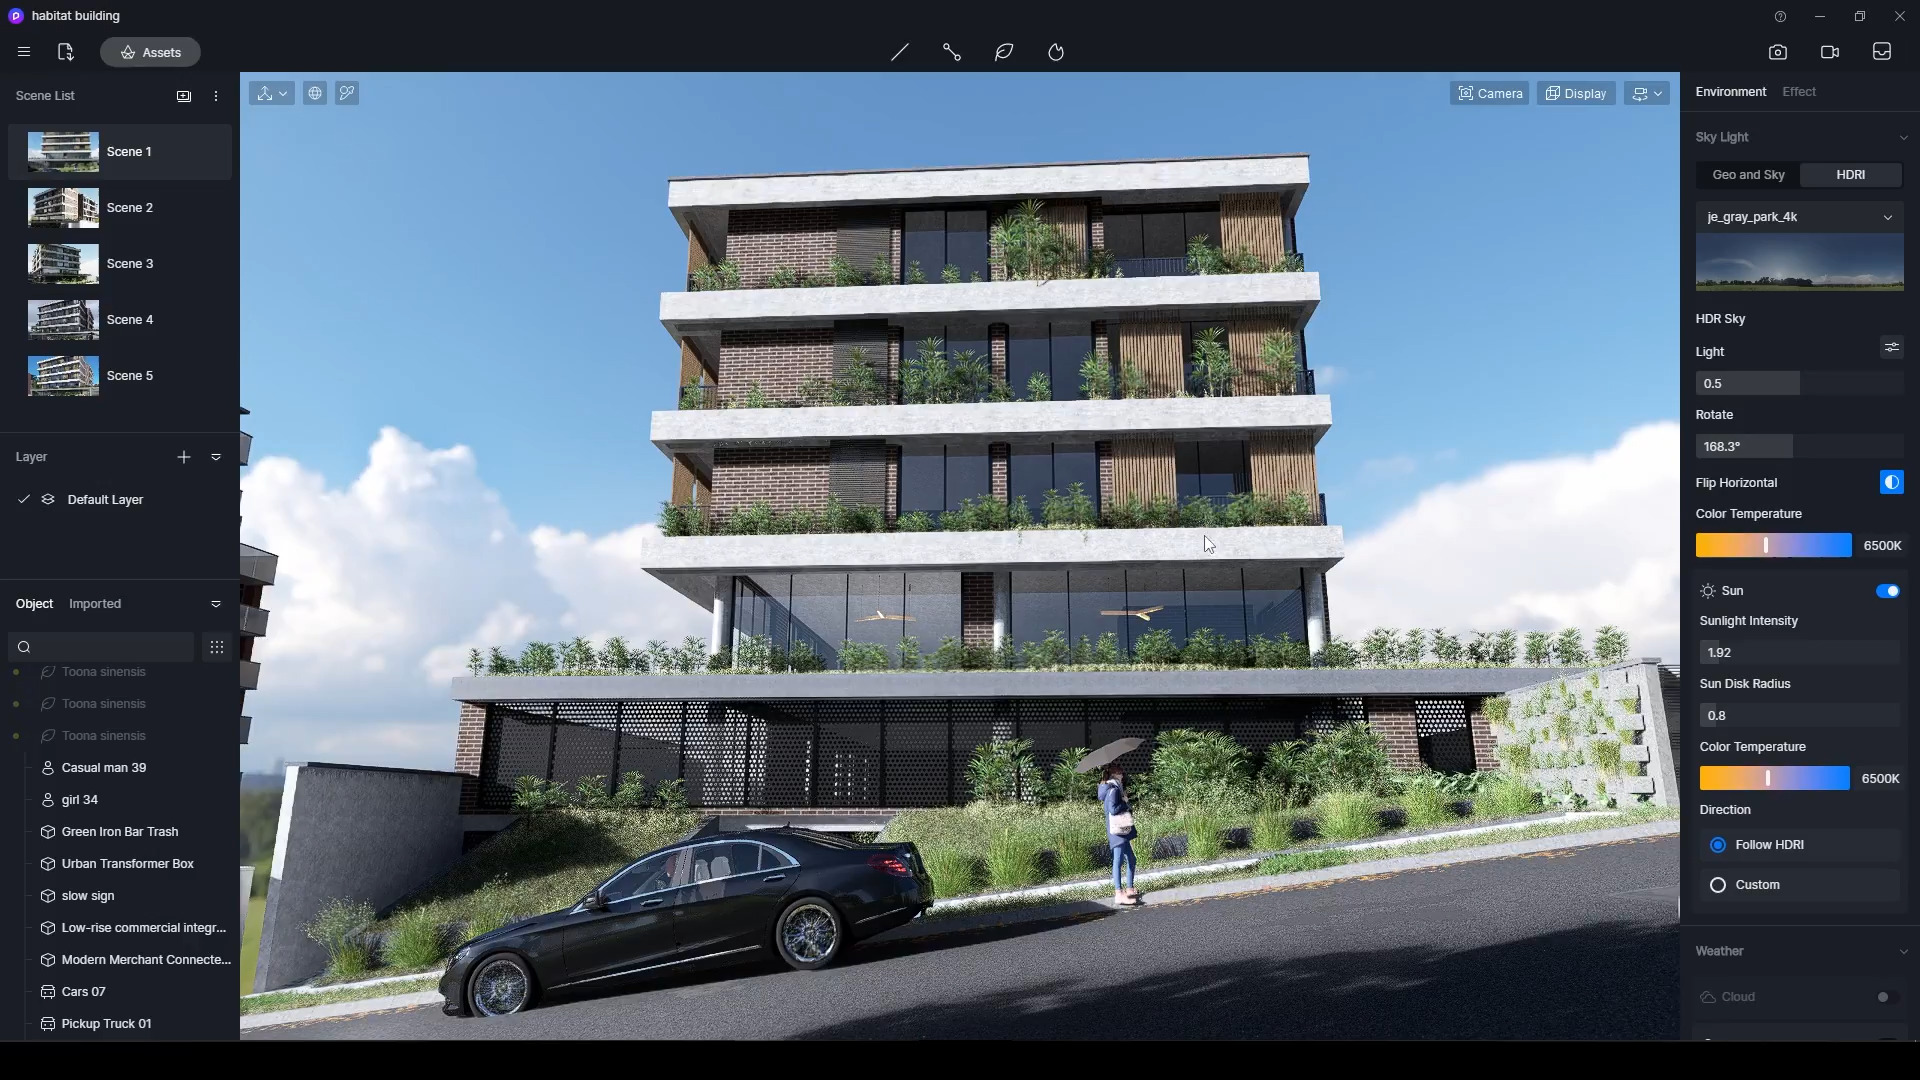 habitat building
Assets
Scene List
Scene 1
Scene 2
Scene 3
Scene 4
Scene 5
Layer
Default Layer
Object Imported
Toona sinensis
Toona sinensis
Toona sinensis
Casual man 39
girl 34
Green Iron Bar Trash
Urban Transformer Box
slow sign
Low-rise commercial integr...
Modern Merchant Connecte...
Cars 07
Pickup Truck 01
Camera Display
Environment Effect
Sky Light
Geo and Sky HDRI
je_gray_park_4k
HDR Sky
Light
0.5
Rotate
168.3°
Flip Horizontal
Color Temperature
6500K
Sun
Sunlight Intensity
1.92
Sun Disk Radius
0.8
Color Temperature
6500K
Direction
Follow HDRI
Custom
Weather
Cloud